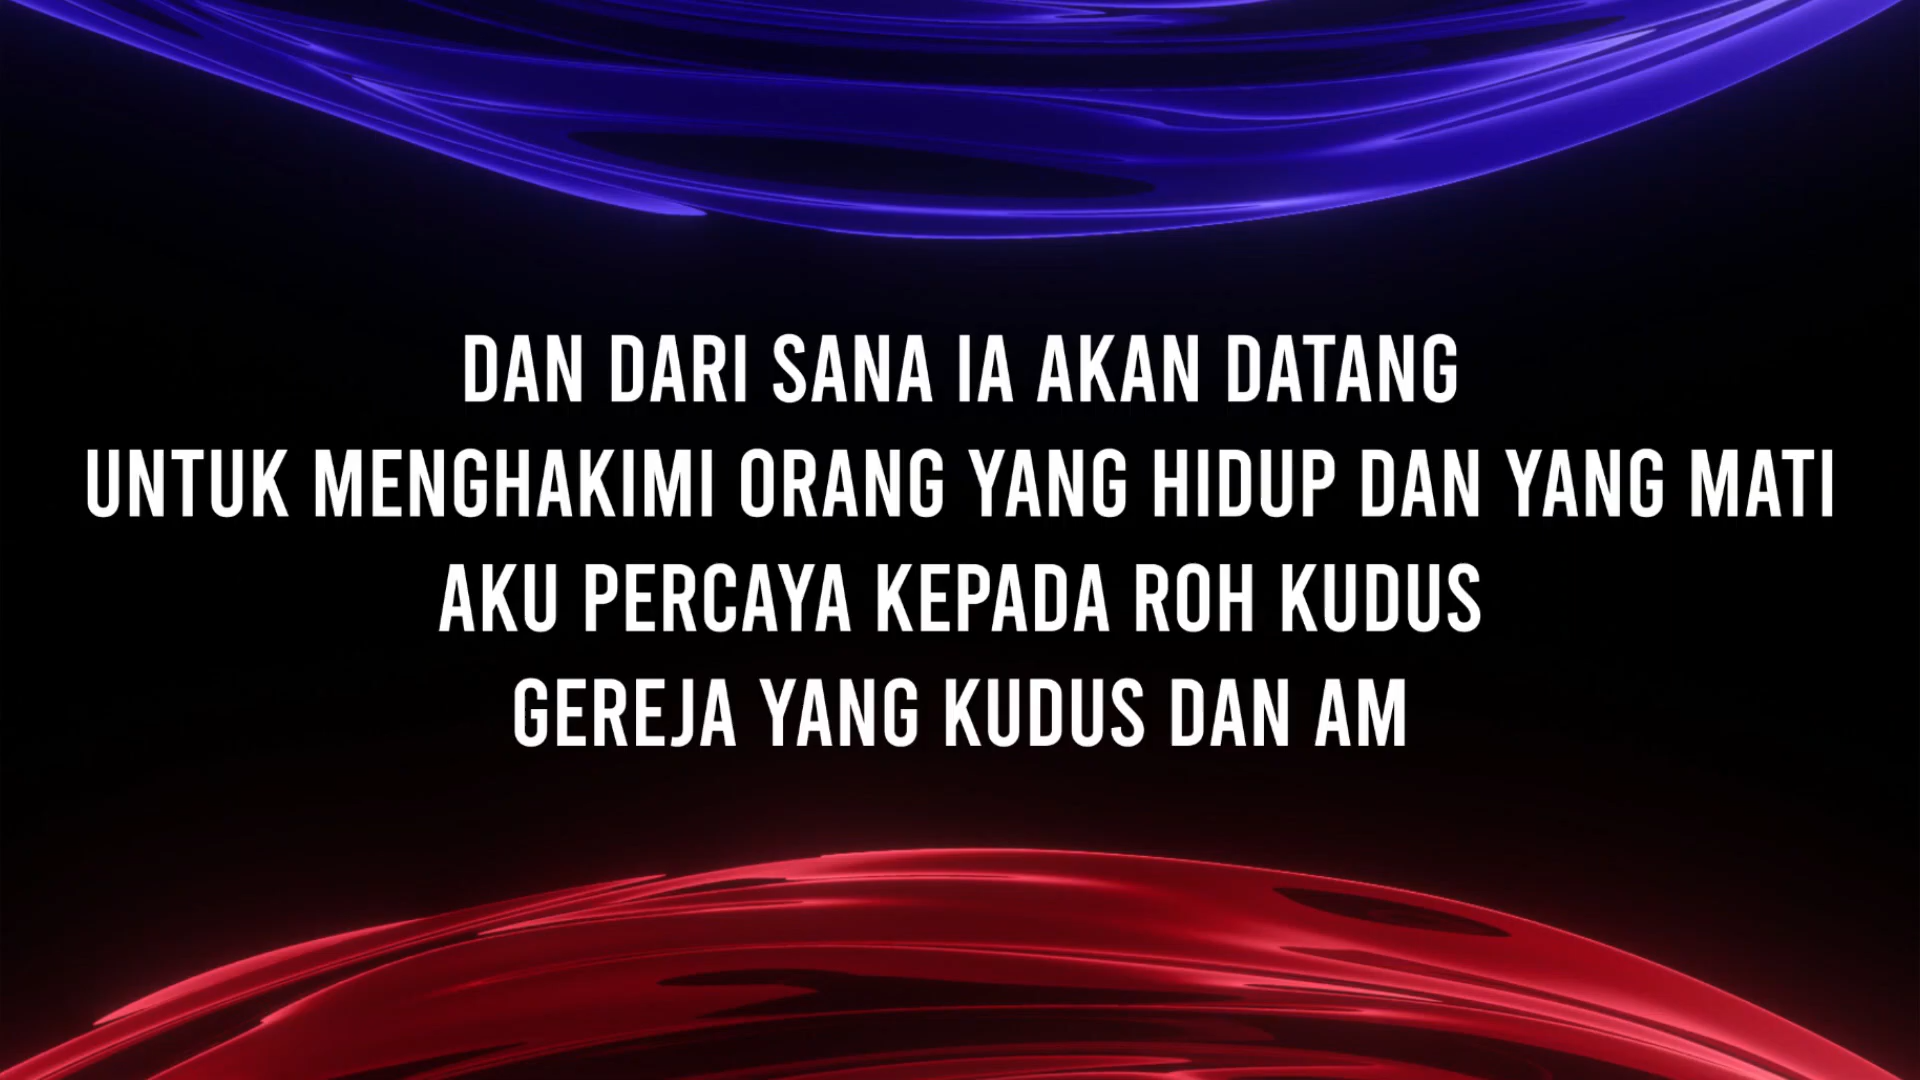 DAN DARI SANA IA AKAN DATANG
UNTUK MENGHAKIMI ORANG YANG HIDUP DAN YANG MATI
AKU PERCAYA KEPADA ROH KUDUS
GEREJA YANG KUDUS DAN AM